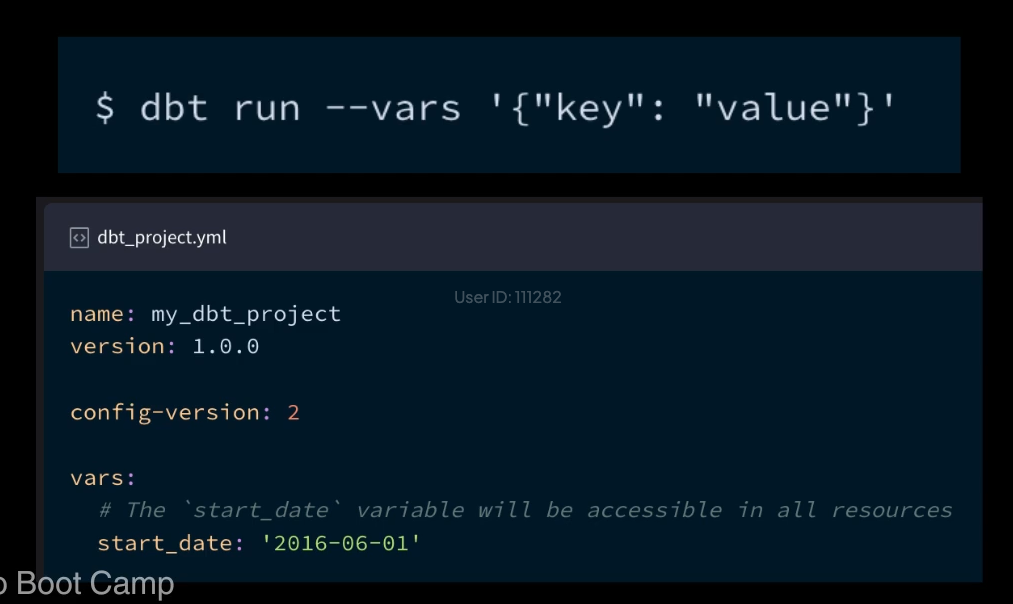 $ dbt run --vars '{"key": "value"}'
dbt_project.yml
User ID: 111282
name: my_dbt_project
version: 1.0.0
config-version: 2
vars:
# The `start_date` variable will be accessible in all resources
start_date: '2016-06-01'
Boot Camp